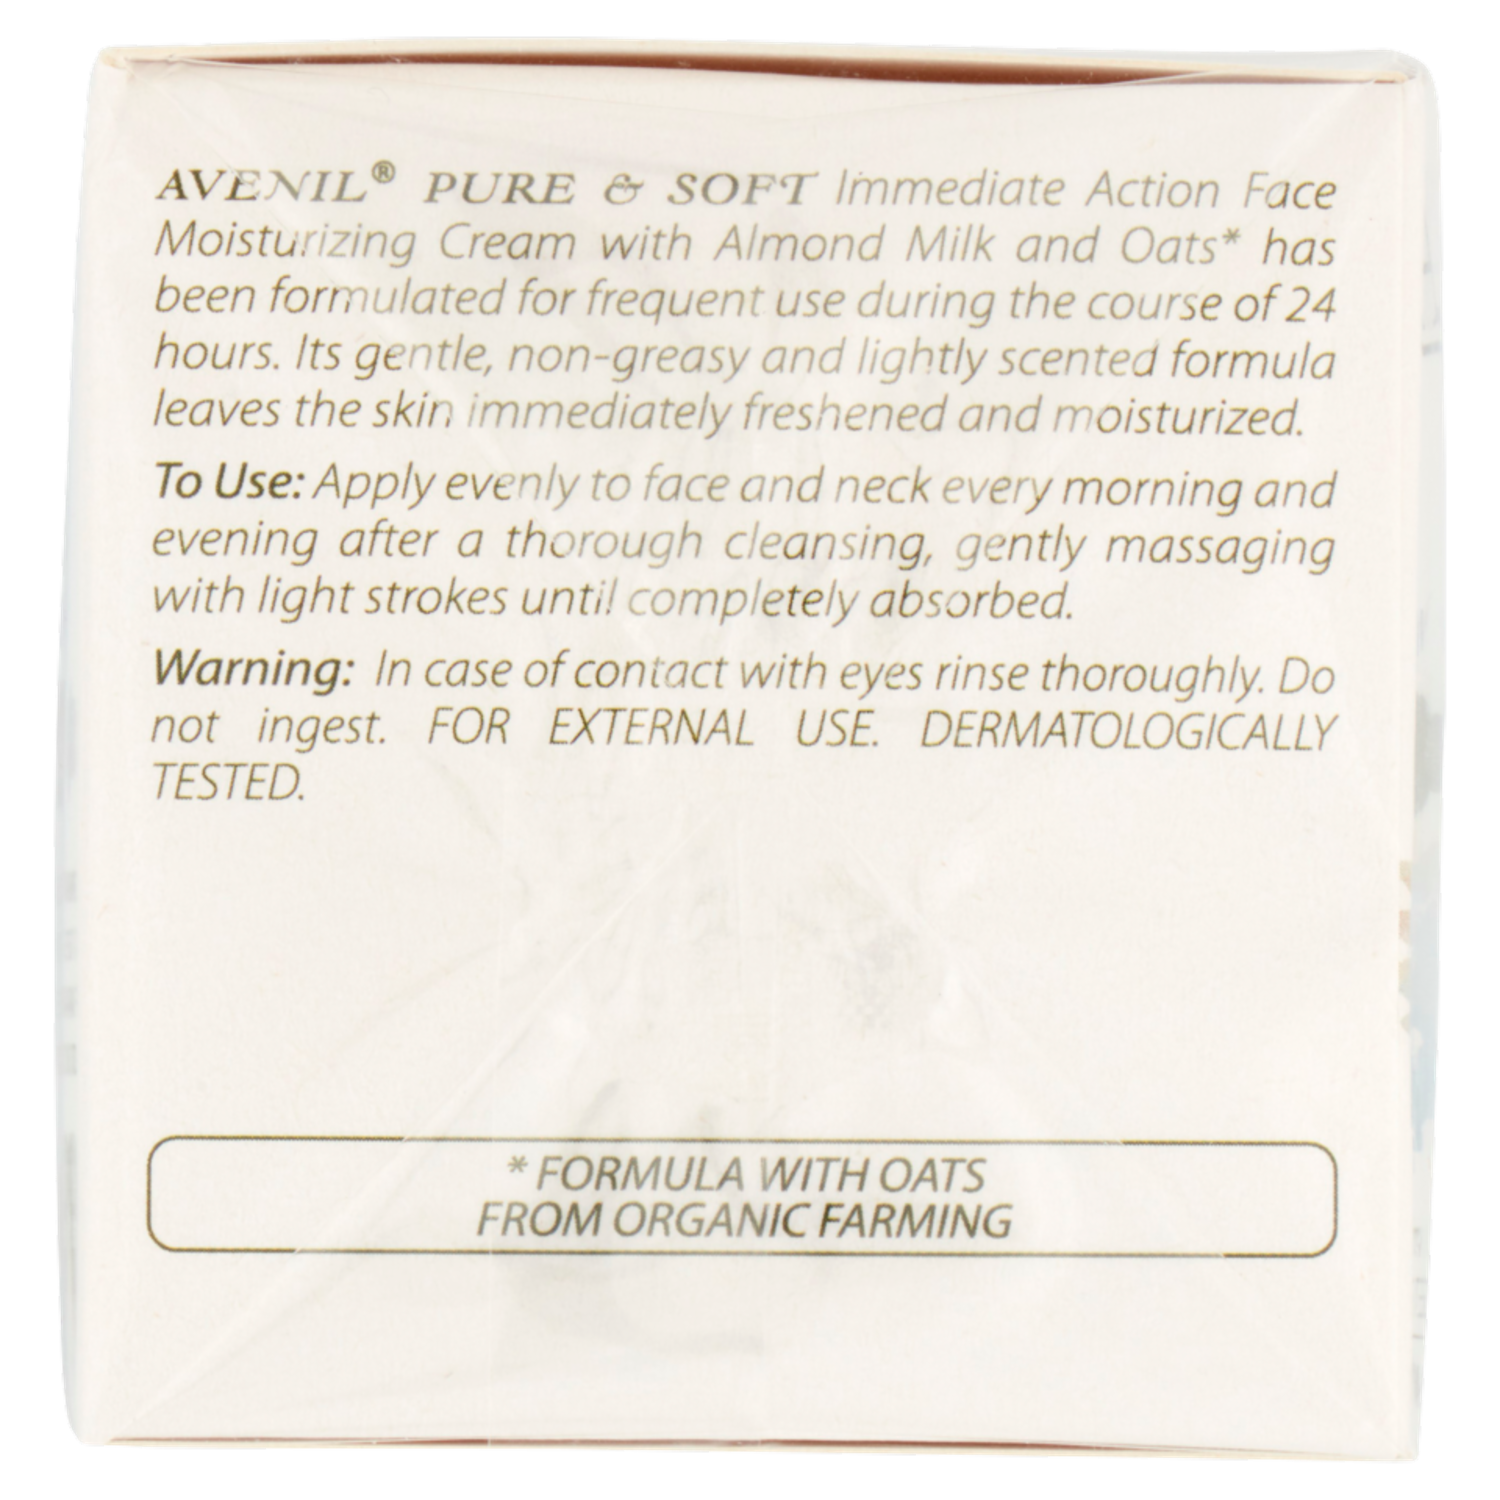 AVENIL® PURE & SOFT Immediate Action Face
Moisturizing Cream with Almond Milk and Oats* has
been formulated for frequent use during the course of 24
hours. Its gentle, non-greasy and lightly scented formula
leaves the skin immediately freshened and moisturized.
To Use: Apply evenly to face and neck every morning and
evening after a thorough cleansing, gently massaging
with light strokes until completely absorbed.
Warning: In case of contact with eyes rinse thoroughly. Do
not ingest. FOR EXTERNAL USE. DERMATOLOGICALLY
TESTED.
* FORMULA WITH OATS
FROM ORGANIC FARMING